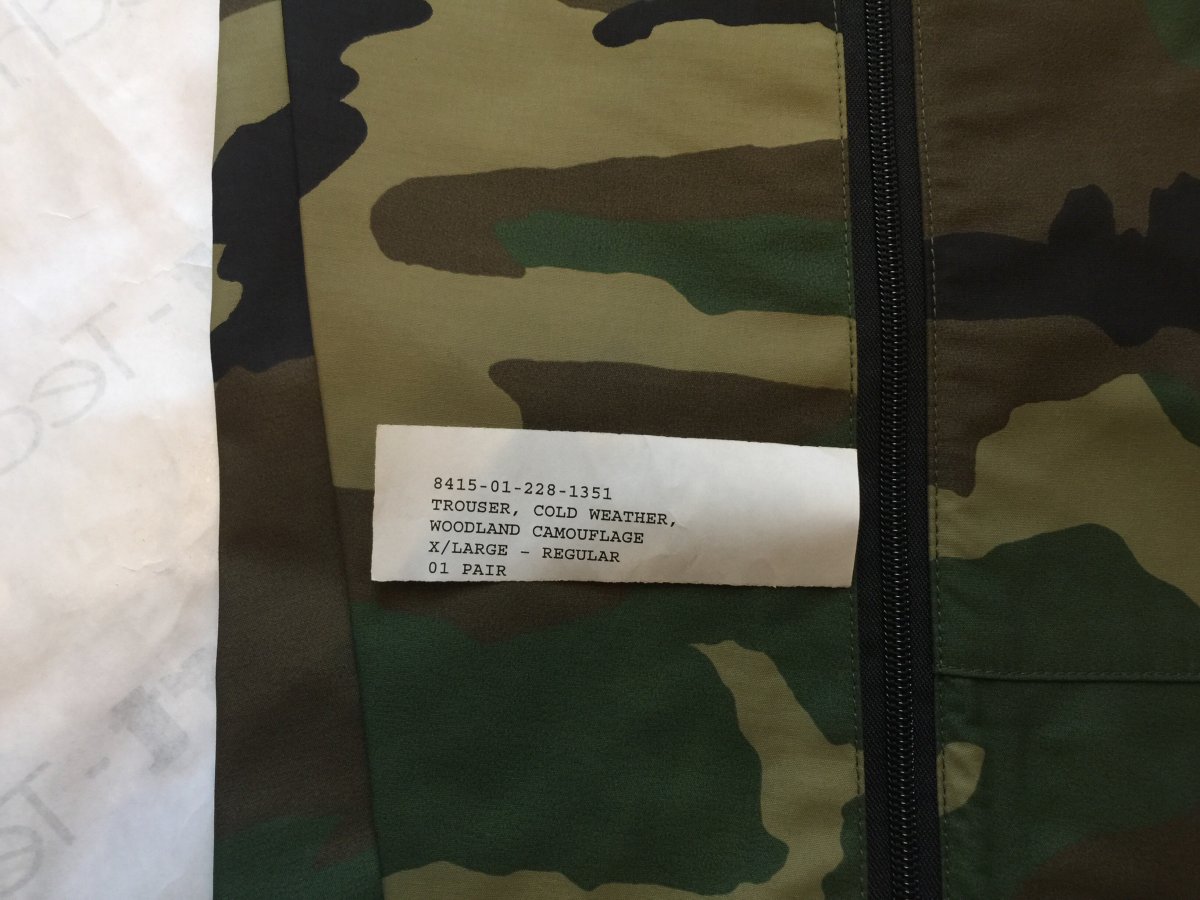 8415-01-228-1351
TROUSER, COLD WEATHER,
WOODLAND CAMOUFLAGE
X/LARGE - REGULAR
01 PAIR